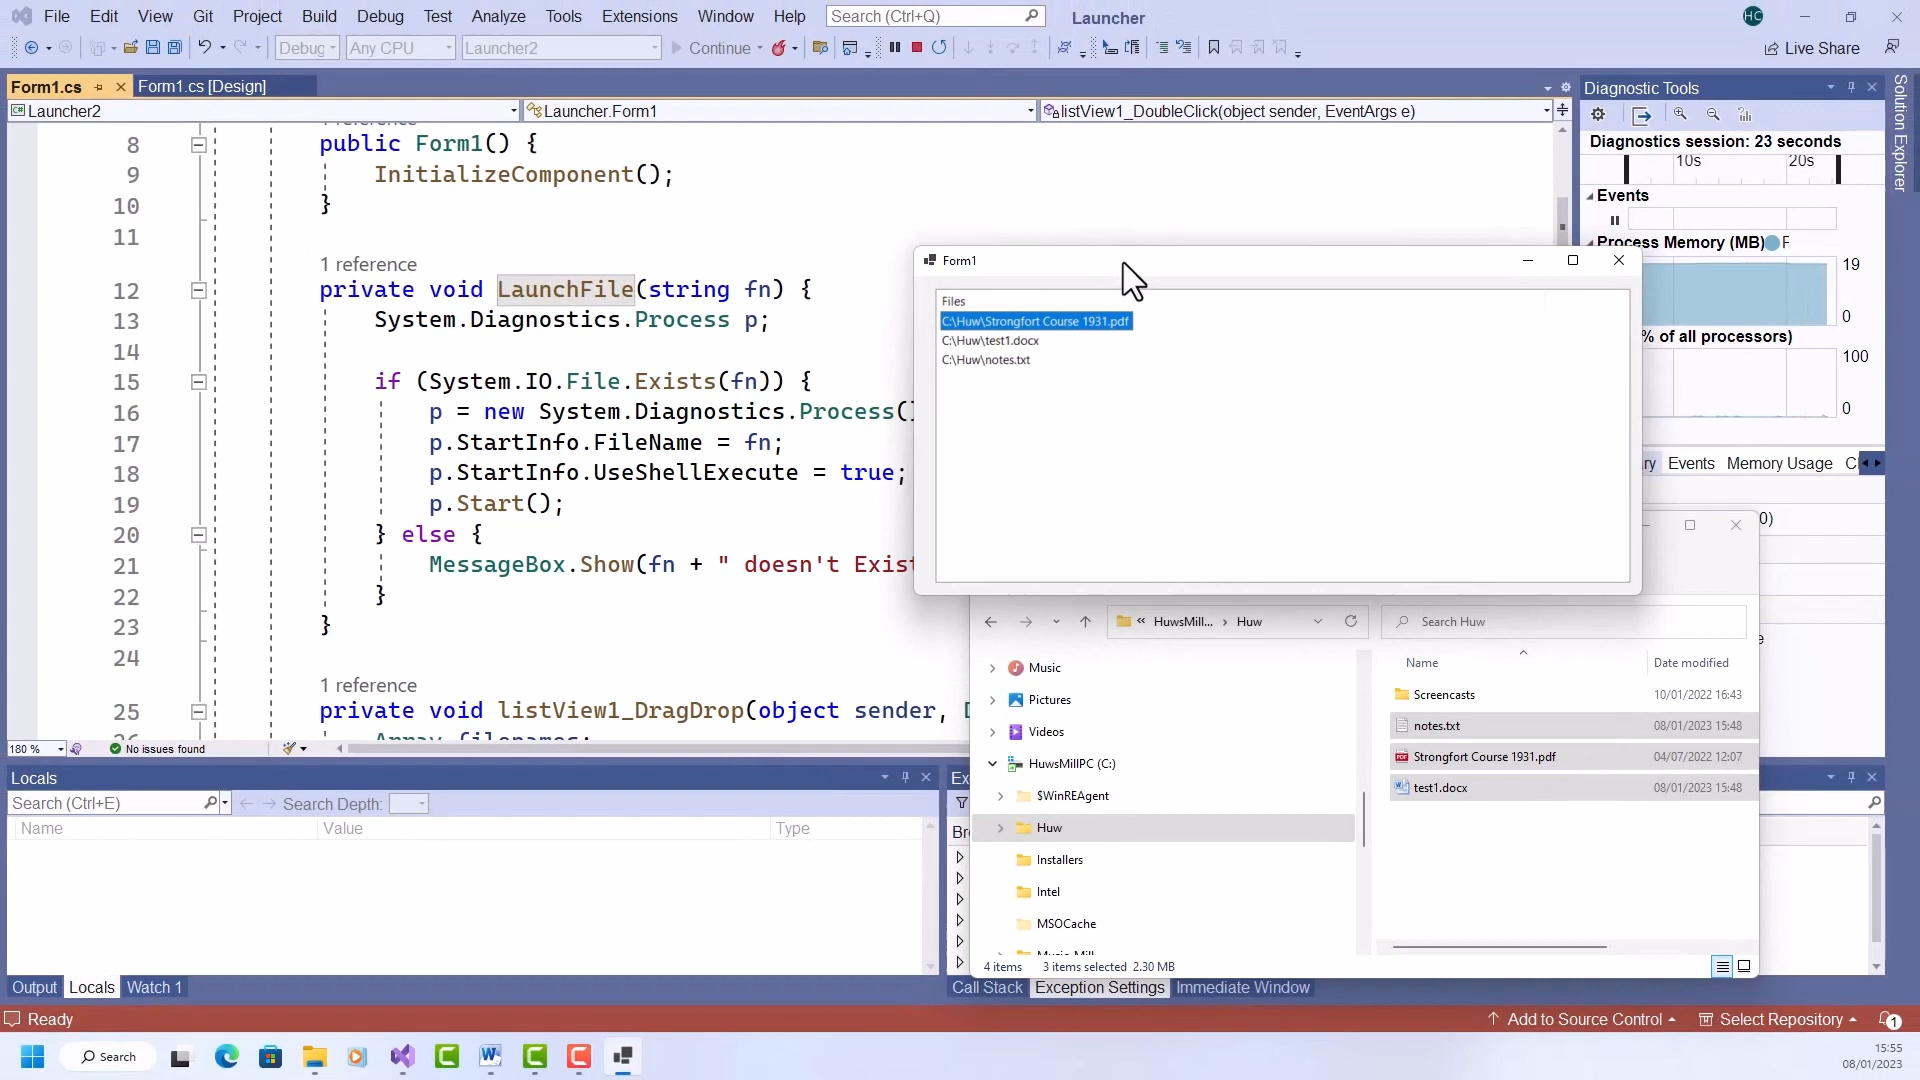 File Edit View Git Project Build Debug Test Analyze Tools Extensions Window Help Search (Ctrl+Q) Launcher HC
Debug Any CPU Launcher2 Continue Live Share
Form1.cs Form1.cs [Design]
Launcher2 Launcher.Form1 listView1_DoubleClick(object sender, EventArgs e)
8 public Form1() {
9 InitializeComponent();
10 }
11
1 reference
12 private void LaunchFile(string fn) {
13 System.Diagnostics.Process p;
14
15 if (System.IO.File.Exists(fn)) {
16 p = new System.Diagnostics.Process()
17 p.StartInfo.FileName = fn;
18 p.StartInfo.UseShellExecute = true;
19 p.Start();
20 } else {
21 MessageBox.Show(fn + " doesn't Exist
22 }
23 }
24
1 reference
25 private void listView1_DragDrop(object sender,
26 Array filenames;
180 % No issues found
Form1
Files
C:\Huw\Strongfort Course 1931.pdf
C:\Huw\test1.docx
C:\Huw\notes.txt
Diagnostic Tools
Diagnostics session: 23 seconds
10s 20s
Events
Process Memory (MB)
19
0
% of all processors)
100
0
Events Memory Usage
0)
Solution Explorer
HuwsMill... Huw Search Huw
Music
Pictures
Videos
HuwsMillPC (C:)
$WinREAgent
Huw
Installers
Intel
MSOCache
Music Mill
Name Date modified
Screencasts 10/01/2022 16:43
notes.txt 08/01/2023 15:48
Strongfort Course 1931.pdf 04/07/2022 12:07
test1.docx 08/01/2023 15:48
4 items 3 items selected 2.30 MB
Locals
Search (Ctrl+E) Search Depth:
Name Value Type
Output Locals Watch 1
Call Stack Exception Settings Immediate Window
Ready Add to Source Control Select Repository 1
Search
15:55
08/01/2023